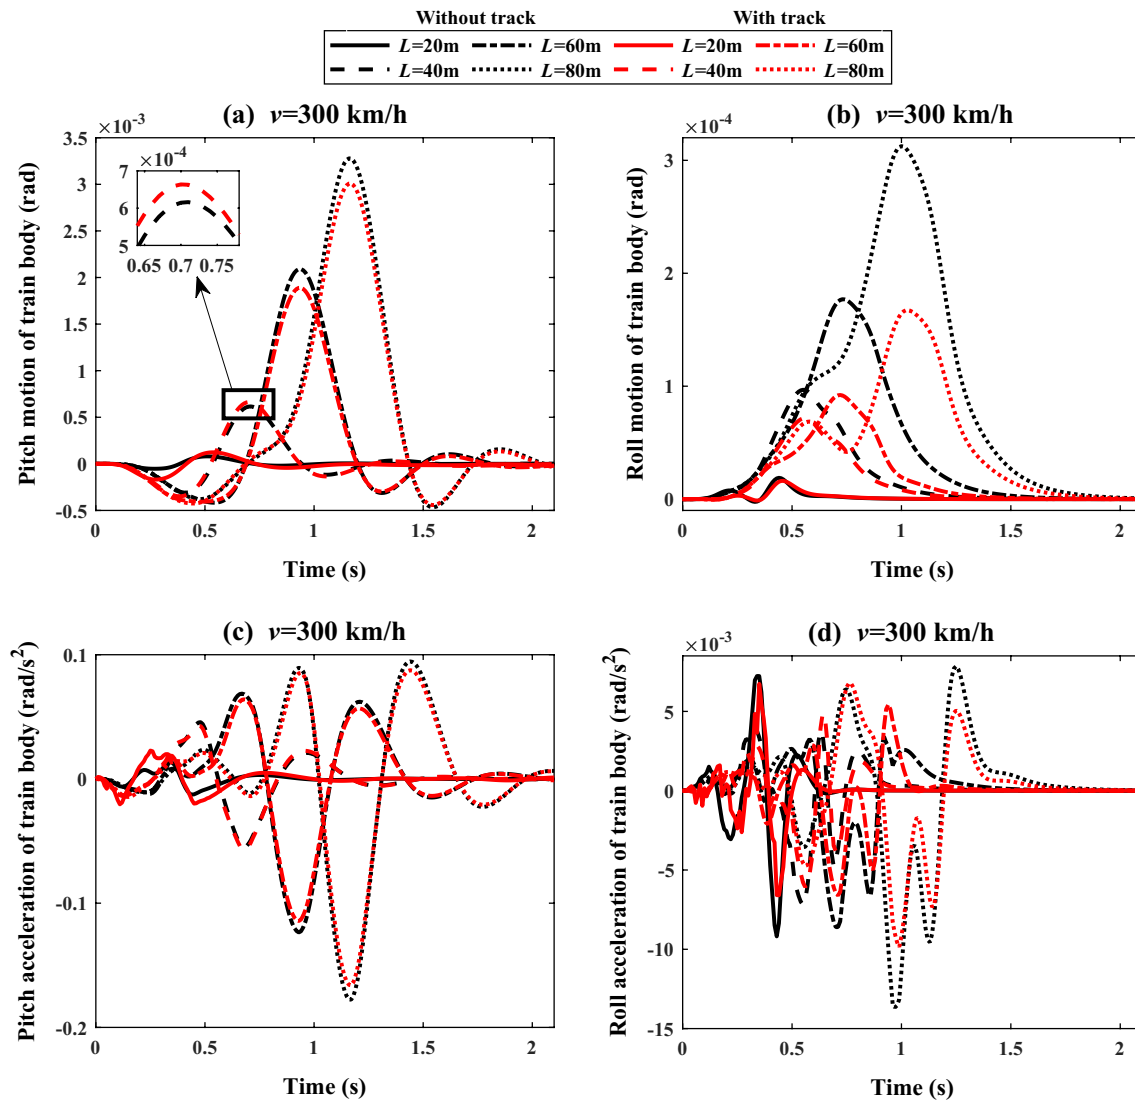 Without track With track
L=20m L=60m L=20m L=60m
L=40m L=80m L=40m L=80m
(a) v=300 km/h
×10⁻³
Pitch motion of train body (rad)
3.5
3
2.5
2
1.5
1
0.5
0
-0.5
×10⁻⁴
7
6
5
0.65 0.7 0.75
0 0.5 1 1.5 2
Time (s)
(b) v=300 km/h
×10⁻⁴
Roll motion of train body (rad)
3
2
1
0
0 0.5 1 1.5 2
Time (s)
(c) v=300 km/h
Pitch acceleration of train body (rad/s²)
0.1
0
-0.1
-0.2
0 0.5 1 1.5 2
Time (s)
(d) v=300 km/h
×10⁻³
Roll acceleration of train body (rad/s²)
5
0
-5
-10
-15
0 0.5 1 1.5 2
Time (s)